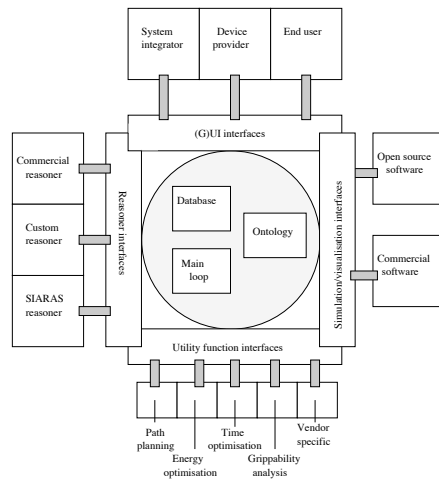 System
integrator
Device
provider
End user
(G)UI interfaces
Commercial
reasoner
Custom
reasoner
SIARAS
reasoner
Reasoner interfaces
Database
Main
loop
Ontology
Simulation/visualisation interfaces
Open source
software
Commercial
software
Utility function interfaces
Path
planning
Energy
optimisation
Time
optimisation
Grippability
analysis
Vendor
specific